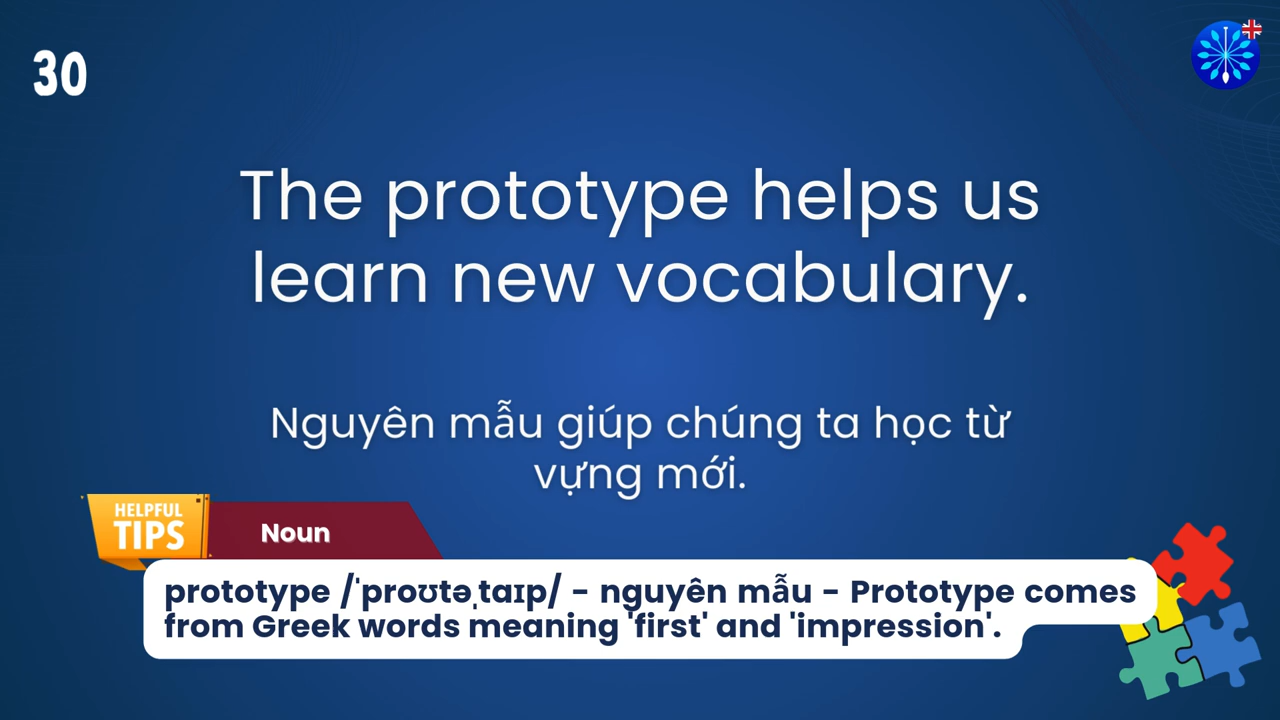 30
The prototype helps us
learn new vocabulary.
Nguyên mẫu giúp chúng ta học từ
vựng mới.
HELPFUL
TIPS
Noun
prototype /ˈproʊtəˌtaɪp/ - nguyên mẫu - Prototype comes
from Greek words meaning 'first' and 'impression'.